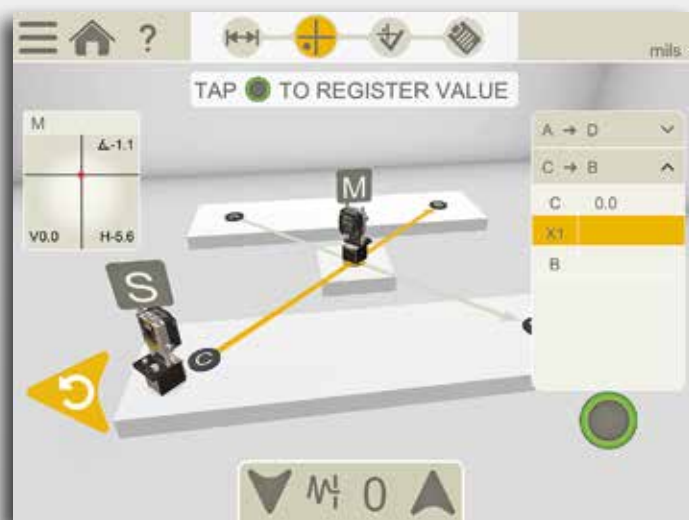 ?
mils
TAP TO REGISTER VALUE
M
∡-1.1
V0.0 H-5.6
A → D
C → B
C 0.0
X1
B
M
S
C
0